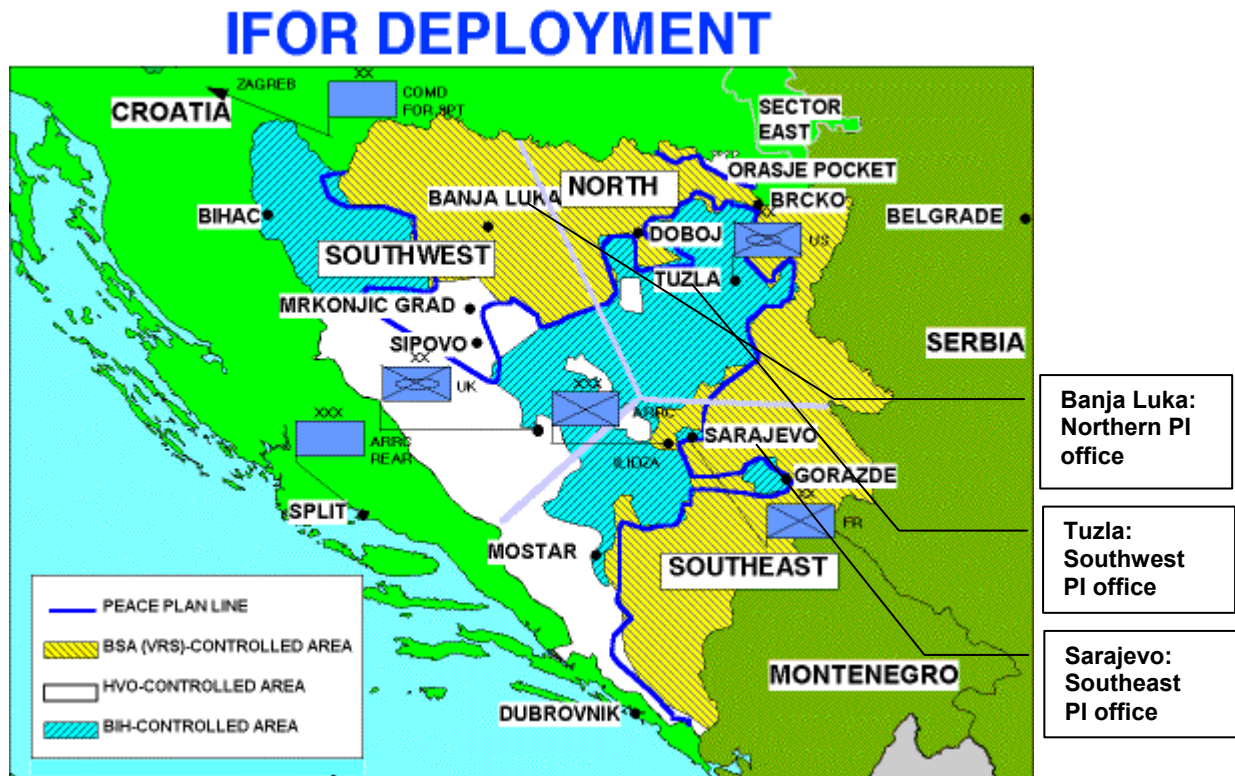 IFOR DEPLOYMENT
XX
ZAGREB
COMD
FOR SPT
CROATIA
SECTOR
EAST
ORASJE POCKET
NORTH
BANJA LUKA
BRCKO
BIHAC
BELGRADE
XX
DOBOJ
US
SOUTHWEST
TUZLA
MRKONJIC GRAD
SIPOVO
SERBIA
XX
UK
XXX
ARRC
XXX
ARRC
REAR
SARAJEVO
ILIDZA
GORAZDE
XX
SPLIT
FR
MOSTAR
SOUTHEAST
MONTENEGRO
DUBROVNIK
PEACE PLAN LINE
BSA (VRS)-CONTROLLED AREA
HVO-CONTROLLED AREA
BIH-CONTROLLED AREA
Banja Luka:
Northern PI
office
Tuzla:
Southwest
PI office
Sarajevo:
Southeast
PI office